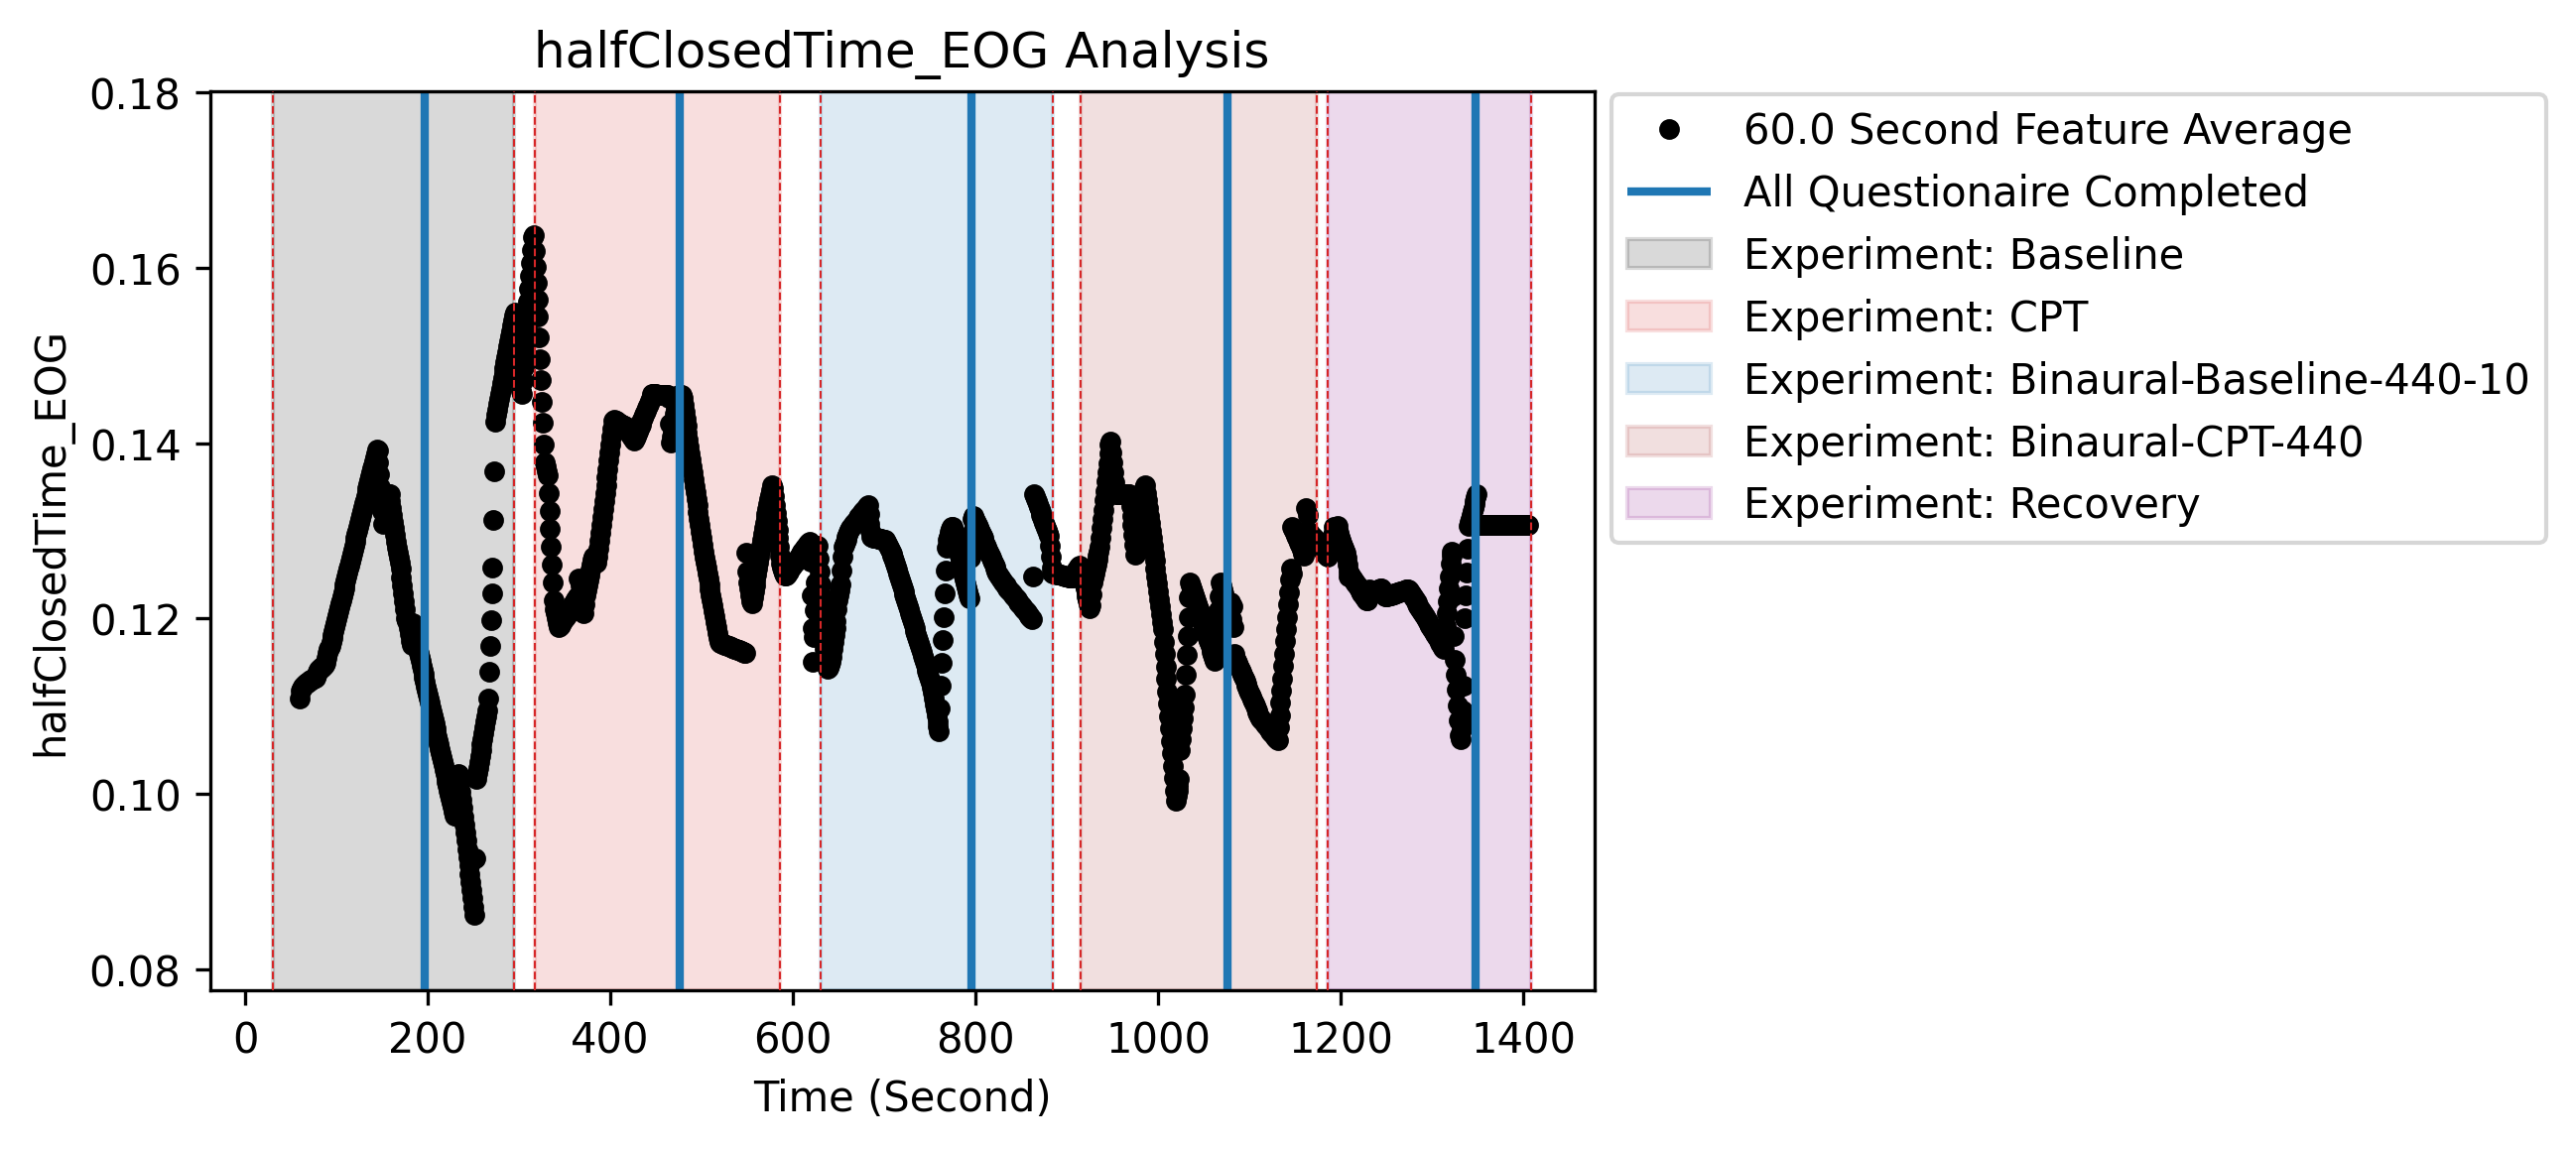 halfClosedTime_EOG Analysis
halfClosedTime_EOG
0.18
0.16
0.14
0.12
0.10
0.08
0 200 400 600 800 1000 1200 1400
Time (Second)
60.0 Second Feature Average
All Questionaire Completed
Experiment: Baseline
Experiment: CPT
Experiment: Binaural-Baseline-440-10
Experiment: Binaural-CPT-440
Experiment: Recovery